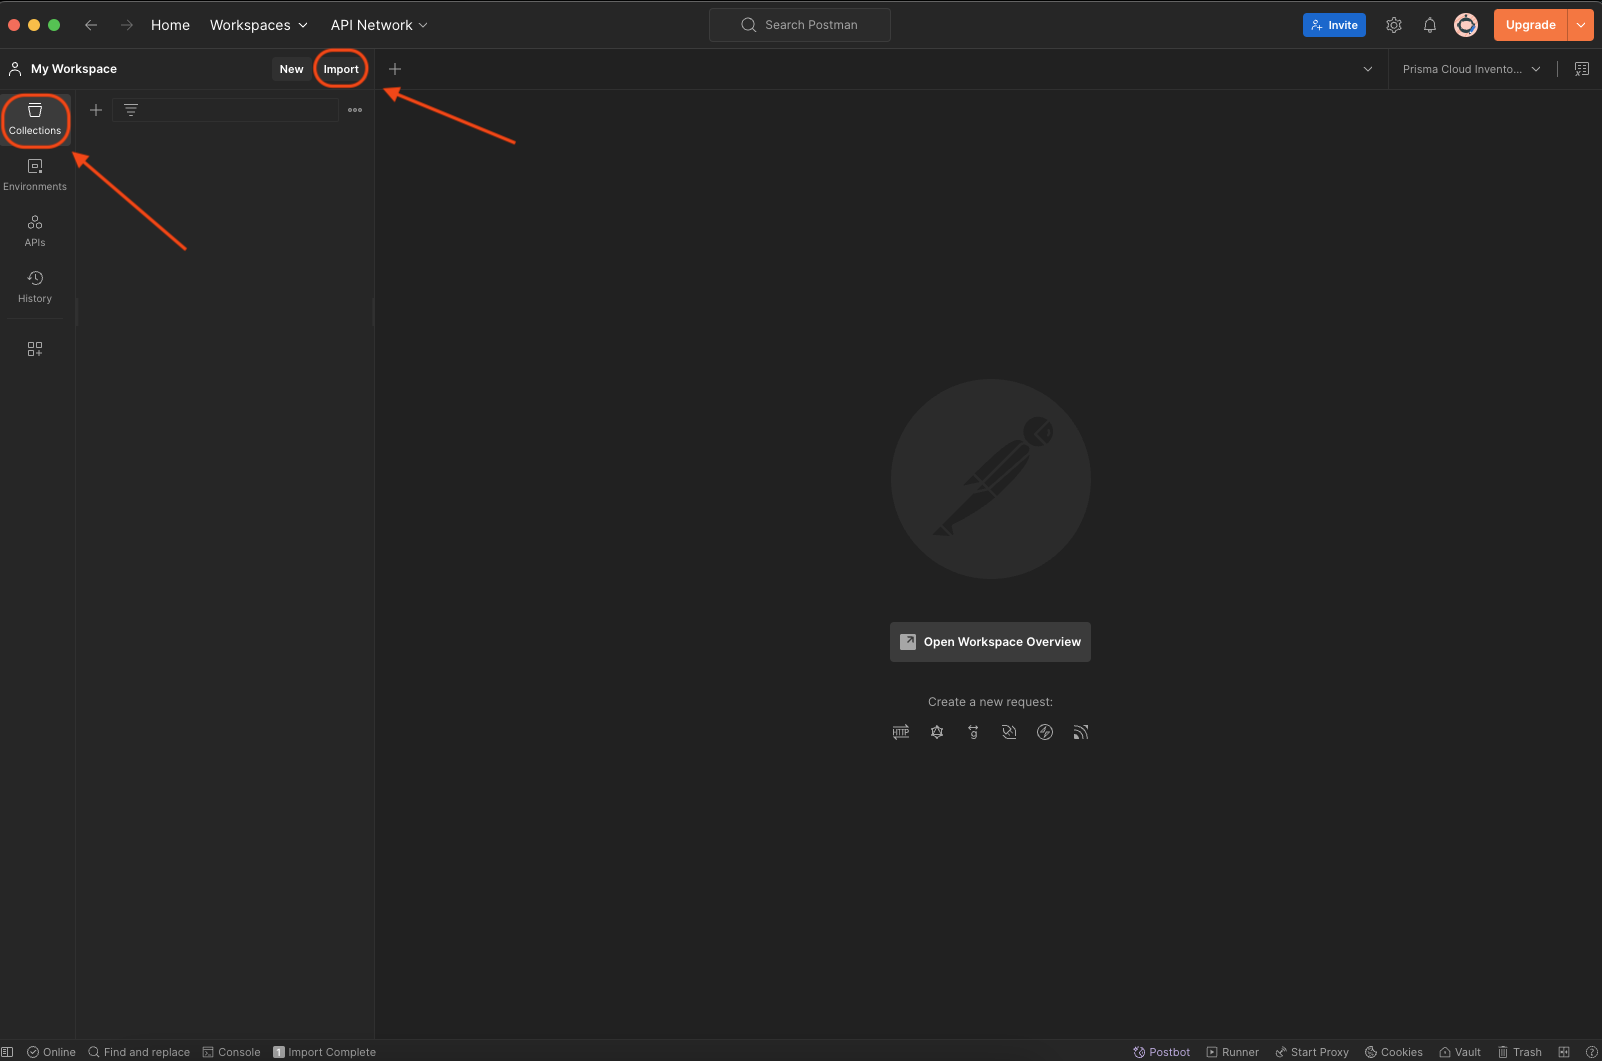 Home Workspaces API Network Search Postman Invite Upgrade
My Workspace New Import Prisma Cloud Invento...
Collections
Environments
APIs
History
Open Workspace Overview
Create a new request:
HTTP
g
Online Find and replace Console 1 Import Complete Postbot Runner Start Proxy Cookies Vault Trash